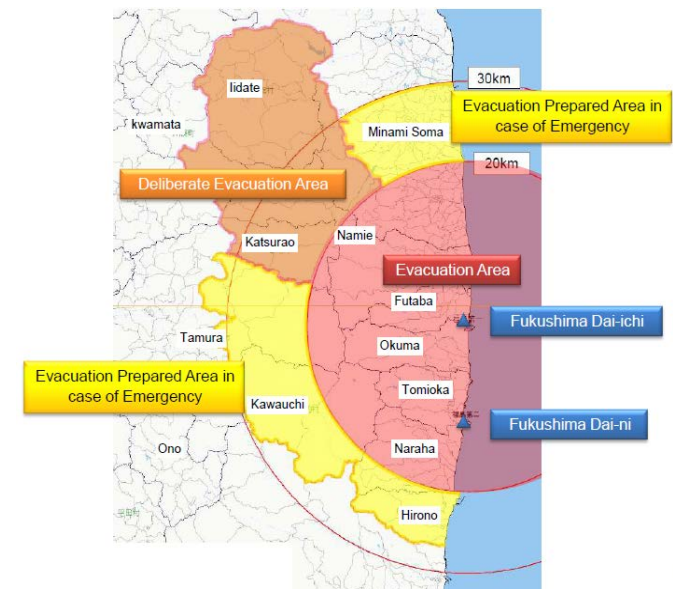 30km
Iidate
Evacuation Prepared Area in
case of Emergency
kwamata
Minami Soma
20km
Deliberate Evacuation Area
Namie
Katsurao
Evacuation Area
Futaba
Fukushima Dai-ichi
Tamura
Okuma
Evacuation Prepared Area in
case of Emergency
Tomioka
Kawauchi
Fukushima Dai-ni
Naraha
Ono
Hirono